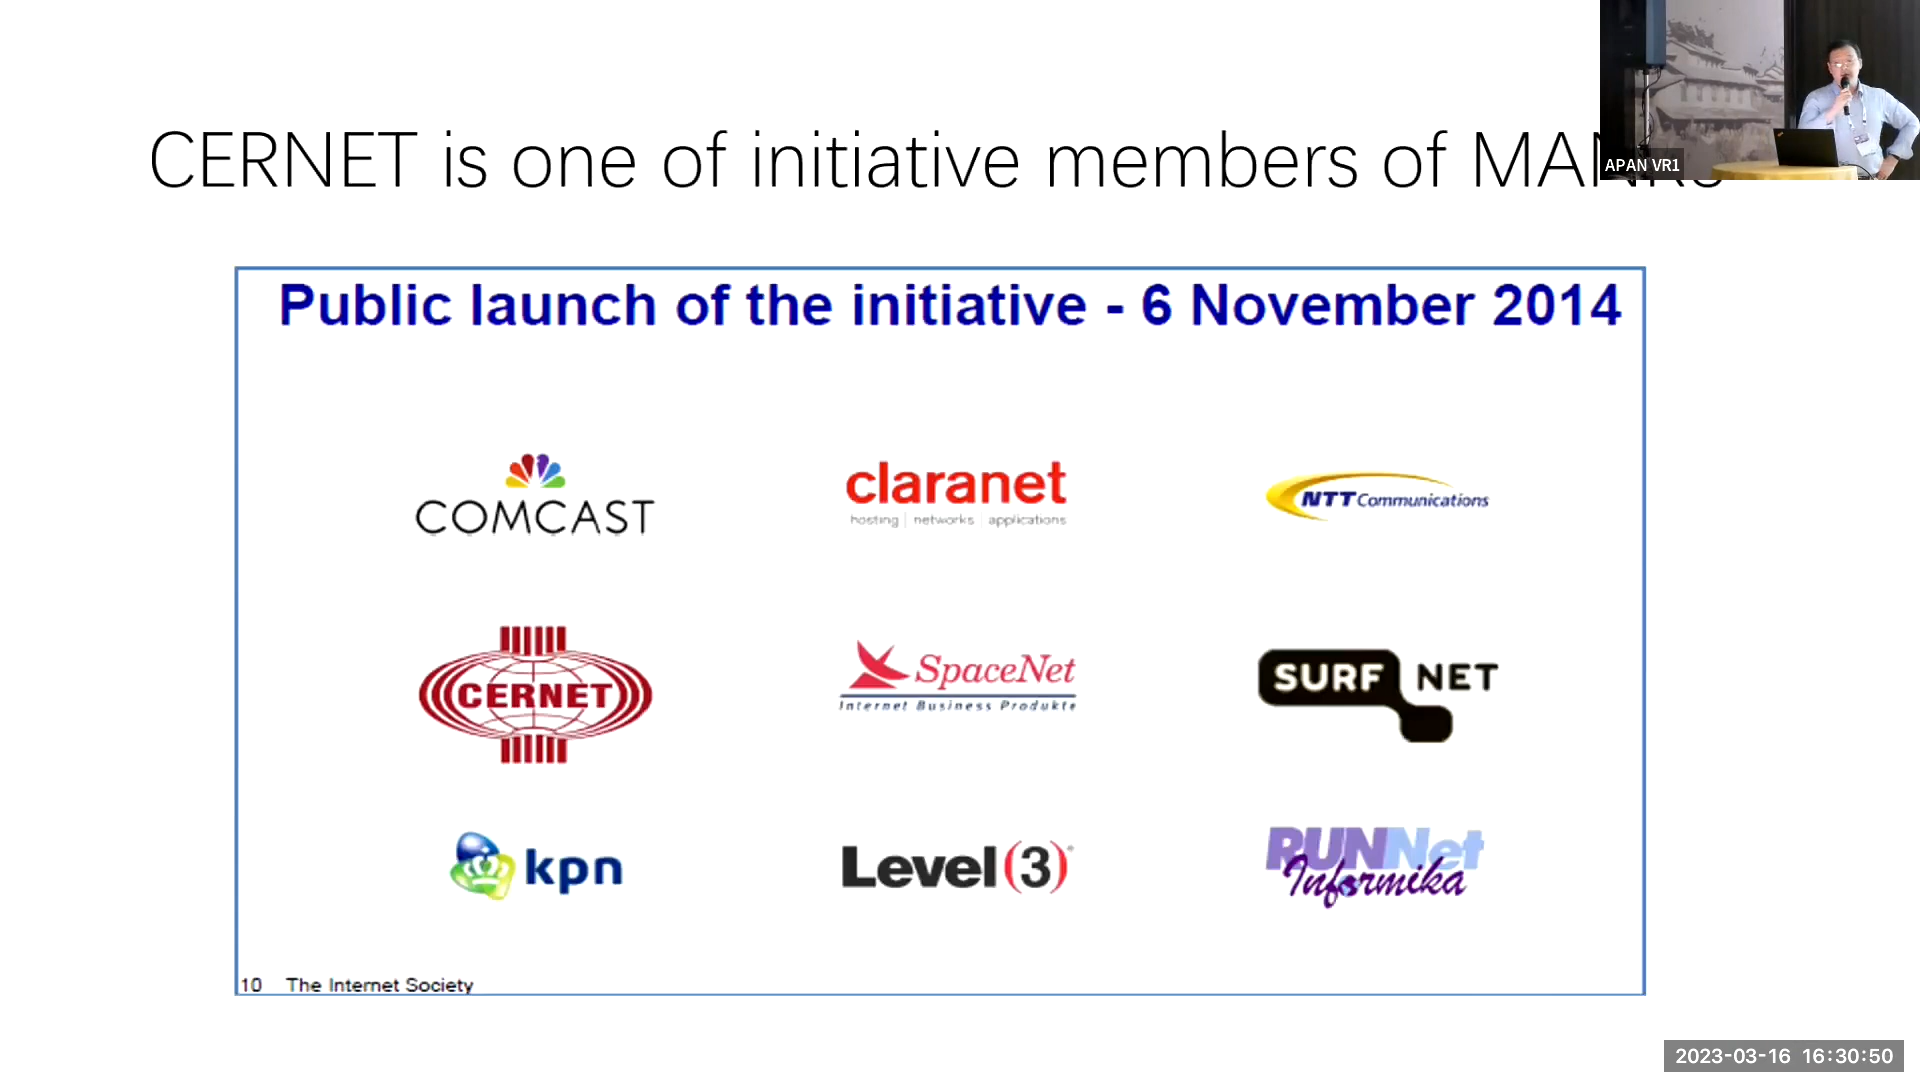 CERNET is one of initiative members of MANRS
APAN VR1
Public launch of the initiative - 6 November 2014
COMCAST
claranet
hosting | networks | applications
NTT Communications
CERNET
SpaceNet
Internet Business Produkte
SURF NET
kpn
Level(3)
RUNNet
Informika
10 The Internet Society
2023-03-16 16:30:50